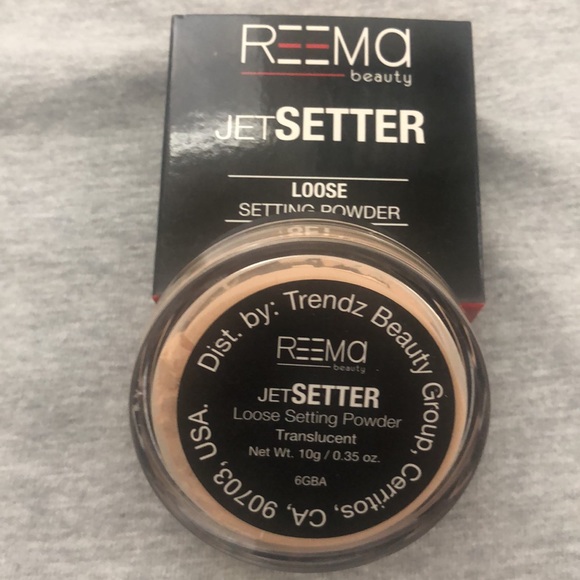 REEMA
beauty
JETSETTER
LOOSE
SETTING POWDER
Dist. by: Trendz Beauty Group, Cerritos, CA, 90703, USA.
REEMA
beauty
JETSETTER
Loose Setting Powder
Translucent
Net Wt. 10g / 0.35 oz.
6GBA